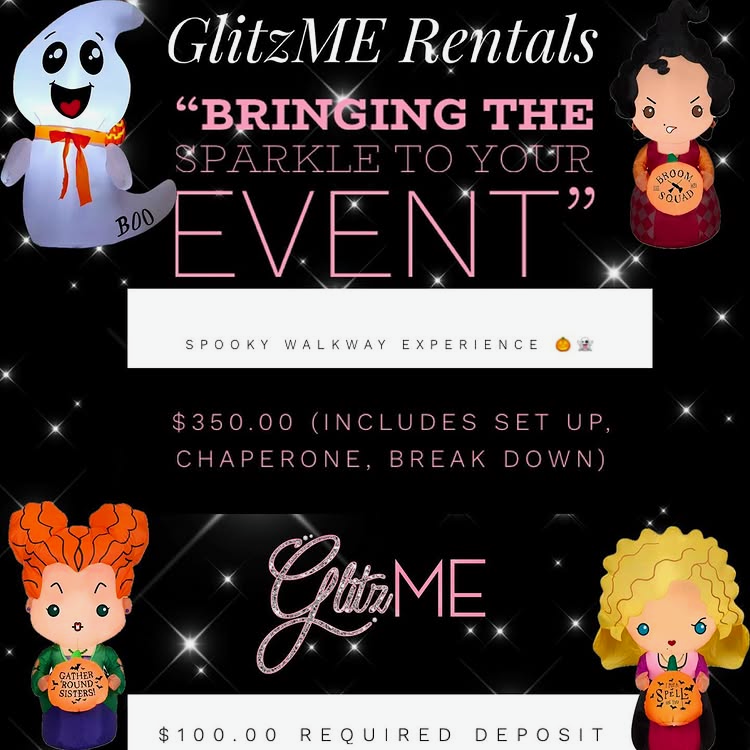 GlitzME Rentals
“BRINGING THE
SPARKLE TO YOUR
EVENT”
BOO
BROOM
SQUAD
SPOOKY WALKWAY EXPERIENCE 🎃👻
$350.00 (INCLUDES SET UP,
CHAPERONE, BREAK DOWN)
GlitzME
GATHER
'ROUND
SISTERS!
SPELL
$100.00 REQUIRED DEPOSIT